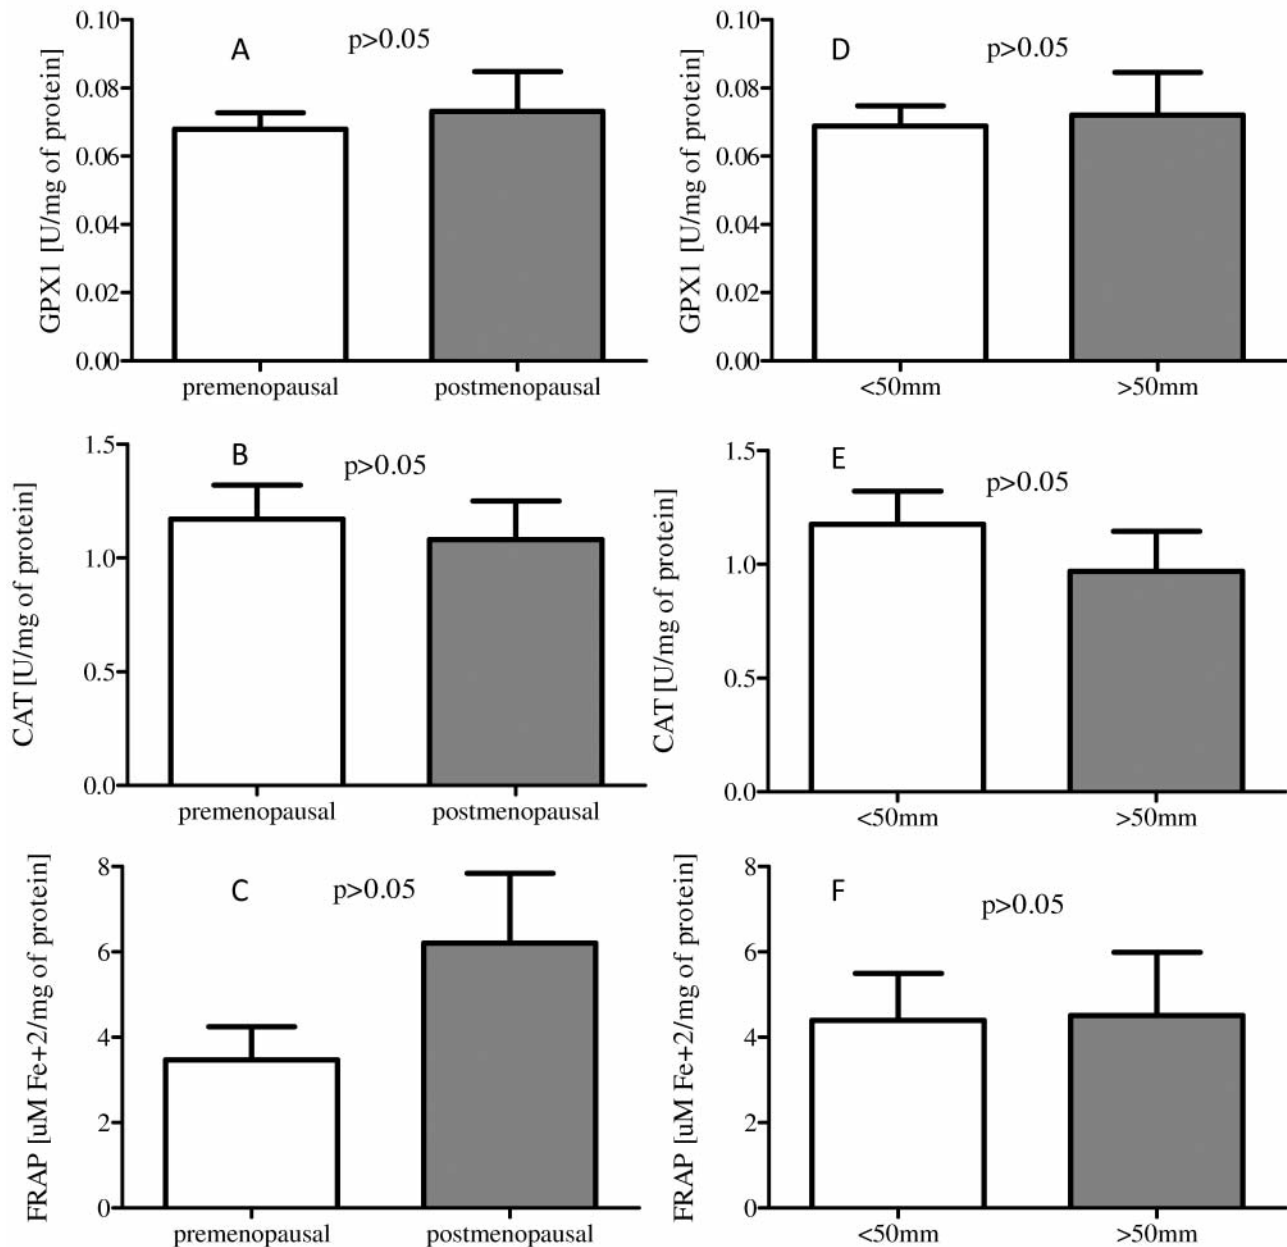 A
p>0.05
GPX1 [U/mg of protein]
0.10
0.08
0.06
0.04
0.02
0.00
premenopausal
postmenopausal
D
p>0.05
GPX1 [U/mg of protein]
0.10
0.08
0.06
0.04
0.02
0.00
<50mm
>50mm
B
p>0.05
CAT [U/mg of protein]
1.5
1.0
0.5
0.0
premenopausal
postmenopausal
E
p>0.05
CAT [U/mg of protein]
1.5
1.0
0.5
0.0
<50mm
>50mm
C
p>0.05
FRAP [uM Fe+2/mg of protein]
8
6
4
2
0
premenopausal
postmenopausal
F
p>0.05
FRAP [uM Fe+2/mg of protein]
8
6
4
2
0
<50mm
>50mm